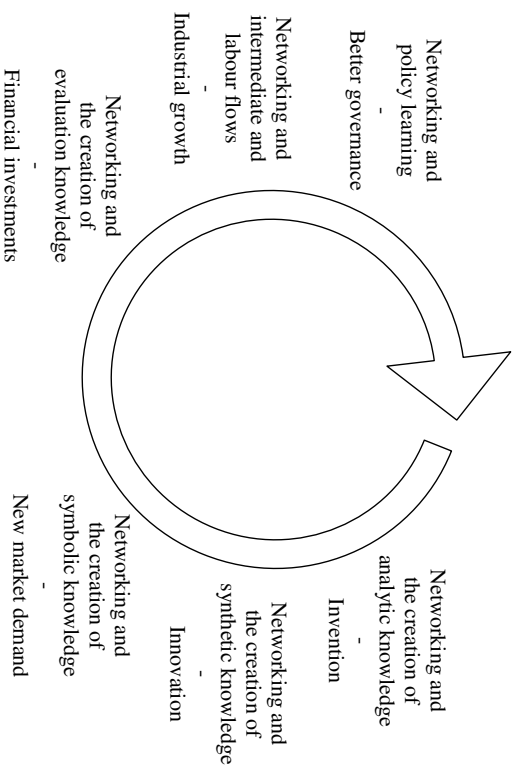 Networking and
the creation of
analytic knowledge
-
Invention
Networking and
the creation of
synthetic knowledge
-
Innovation
Networking and
the creation of
symbolic knowledge
-
New market demand
Networking and
the creation of
evaluation knowledge
-
Financial investments
Networking and
intermediate and
labour flows
-
Industrial growth
Networking and
policy learning
-
Better governance